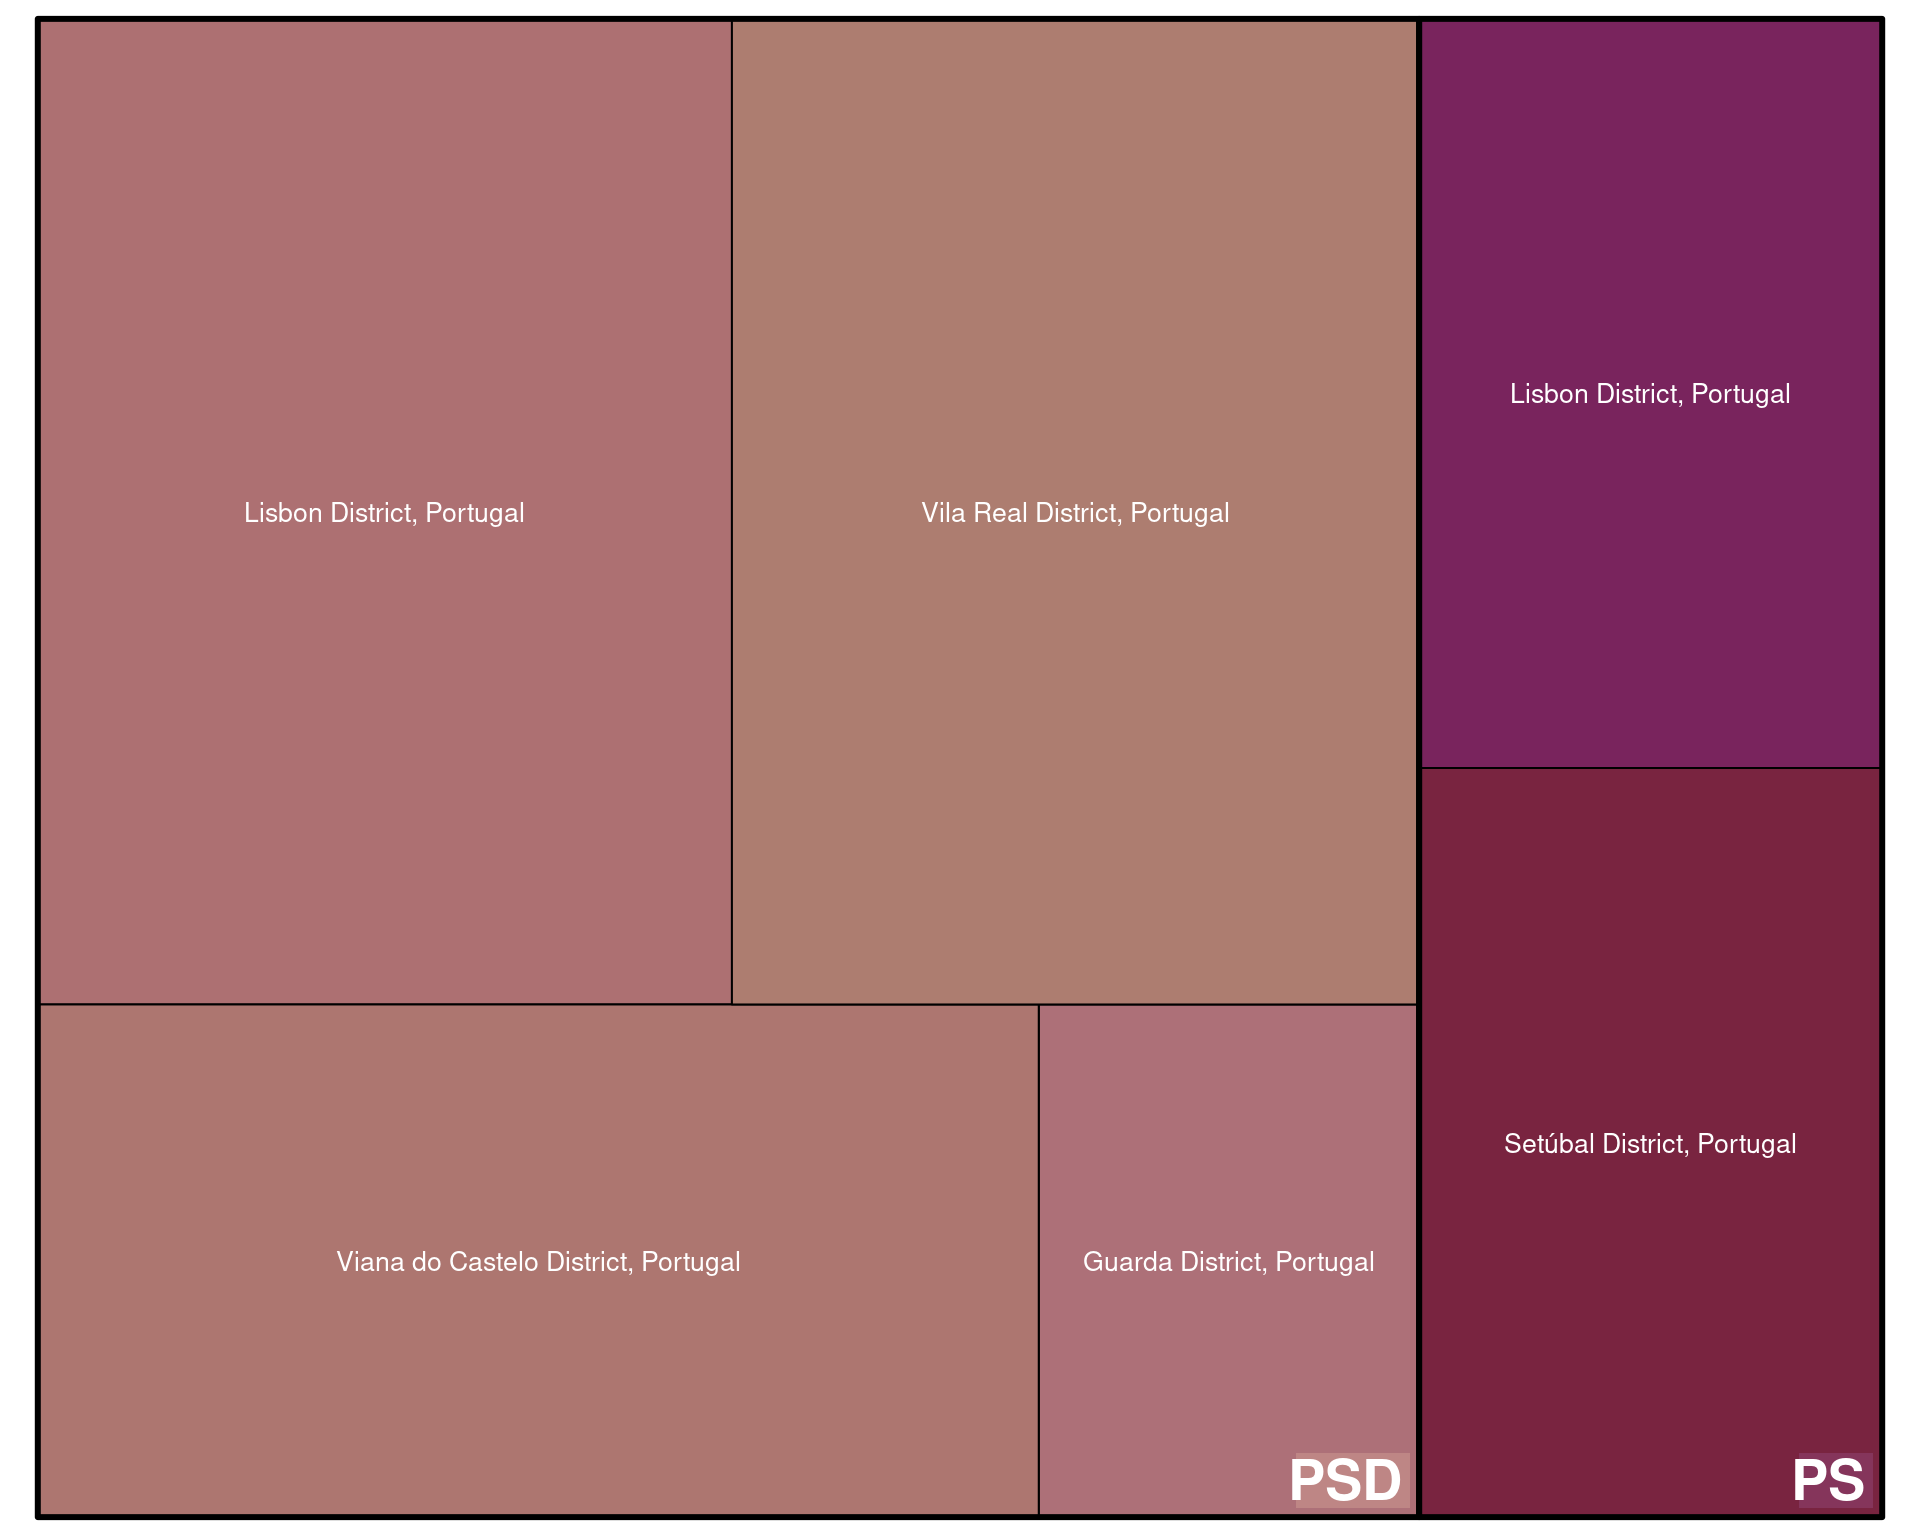 Lisbon District, Portugal
Vila Real District, Portugal
Viana do Castelo District, Portugal
Guarda District, Portugal
PSD
Lisbon District, Portugal
Setúbal District, Portugal
PS